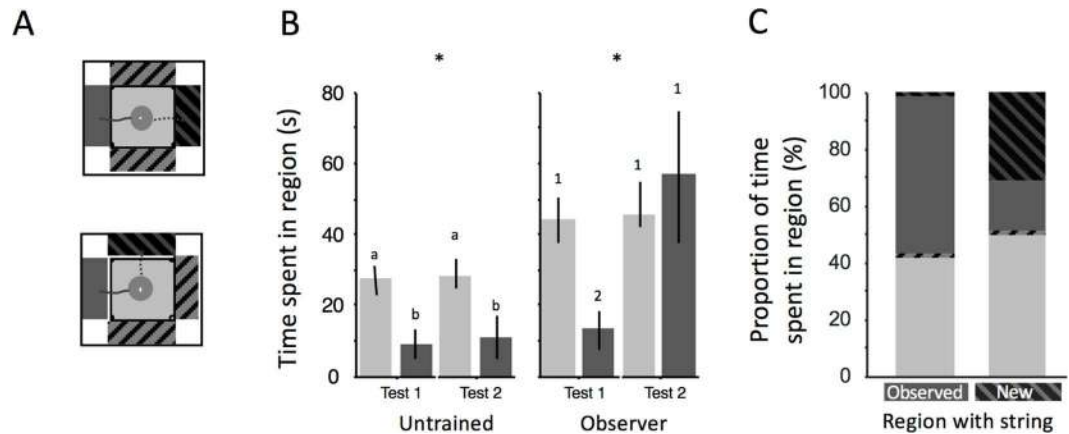 A
B
C
*
*
Time spent in region (s)
80
60
40
20
0
a
b
a
b
1
2
1
1
Test 1
Test 2
Test 1
Test 2
Untrained
Observer
Proportion of time
spent in region (%)
100
80
60
40
20
0
Observed
New
Region with string